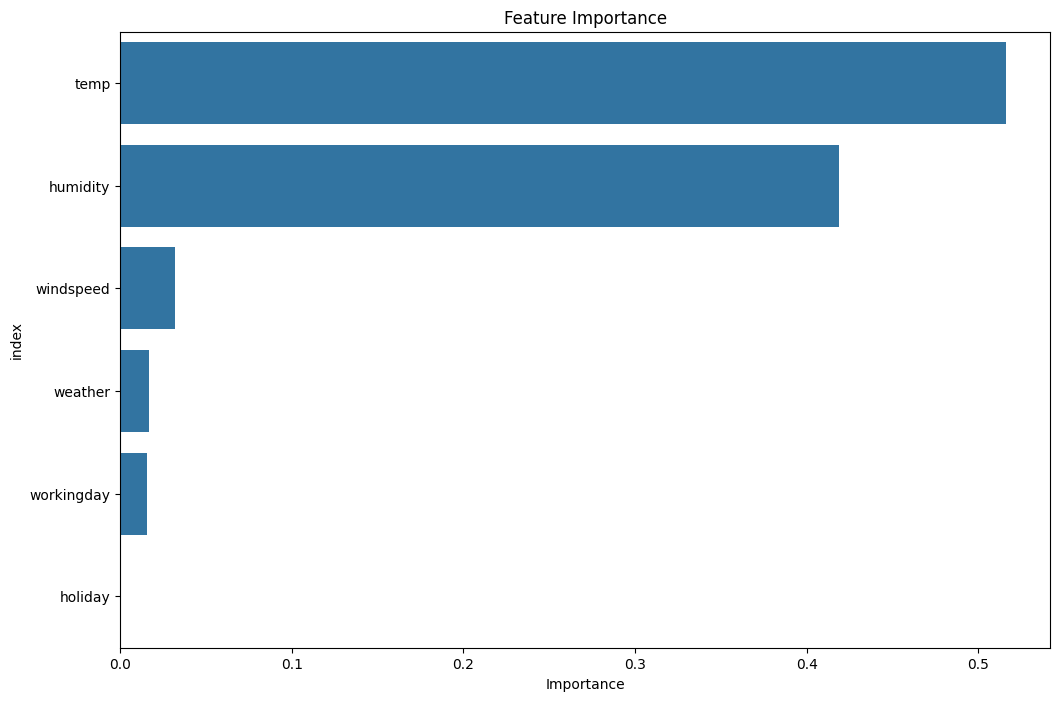 Feature Importance
temp
humidity
windspeed
weather
workingday
holiday
index
0.0 0.1 0.2 0.3 0.4 0.5
Importance